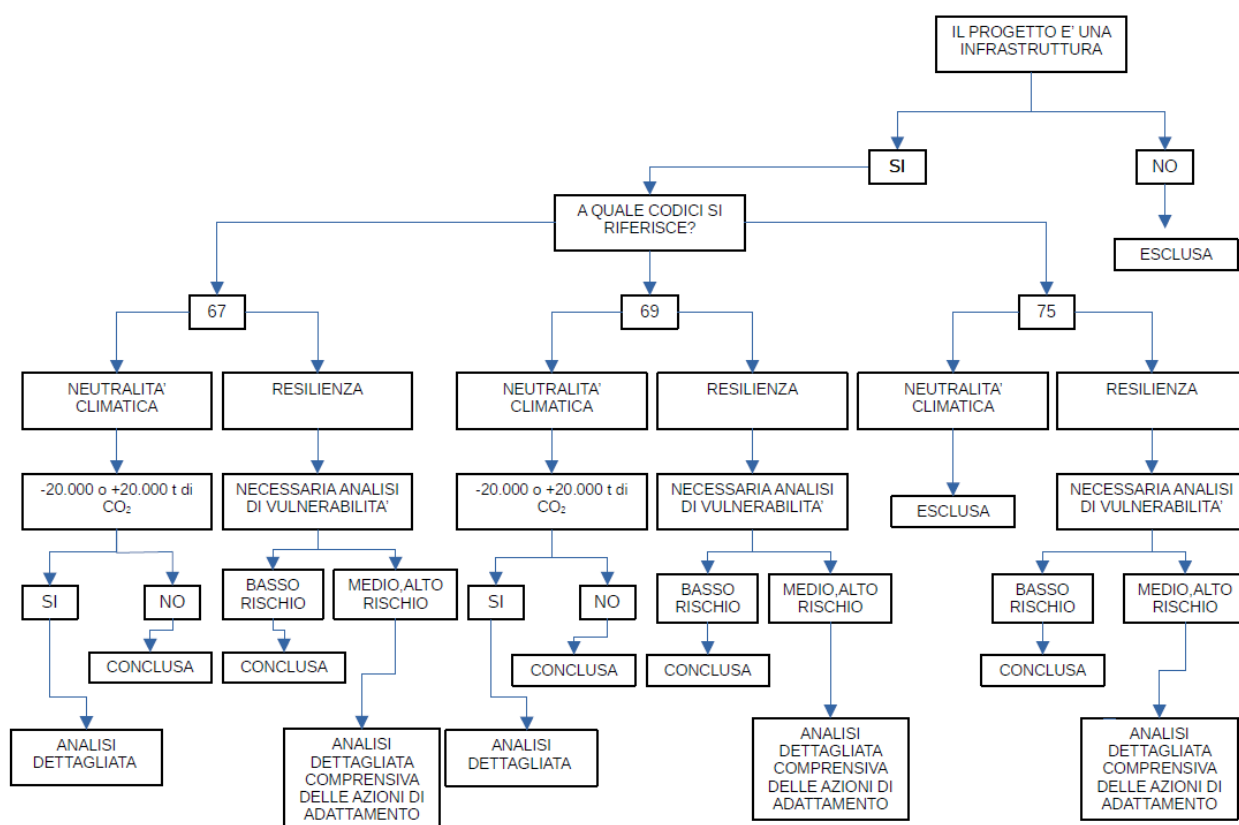 IL PROGETTO E' UNA
INFRASTRUTTURA
SI
NO
A QUALE CODICI SI
RIFERISCE?
ESCLUSA
67
69
75
NEUTRALITA'
CLIMATICA
RESILIENZA
NEUTRALITA'
CLIMATICA
RESILIENZA
NEUTRALITA'
CLIMATICA
RESILIENZA
-20.000 o +20.000 t di
CO₂
NECESSARIA ANALISI
DI VULNERABILITA'
-20.000 o +20.000 t di
CO₂
NECESSARIA ANALISI
DI VULNERABILITA'
ESCLUSA
NECESSARIA ANALISI
DI VULNERABILITA'
SI
NO
BASSO
RISCHIO
MEDIO,ALTO
RISCHIO
SI
NO
BASSO
RISCHIO
MEDIO,ALTO
RISCHIO
BASSO
RISCHIO
MEDIO,ALTO
RISCHIO
CONCLUSA
CONCLUSA
CONCLUSA
CONCLUSA
CONCLUSA
ANALISI
DETTAGLIATA
ANALISI
DETTAGLIATA
COMPRENSIVA
DELLE AZIONI DI
ADATTAMENTO
ANALISI
DETTAGLIATA
ANALISI
DETTAGLIATA
COMPRENSIVA
DELLE AZIONI DI
ADATTAMENTO
ANALISI
DETTAGLIATA
COMPRENSIVA
DELLE AZIONI DI
ADATTAMENTO